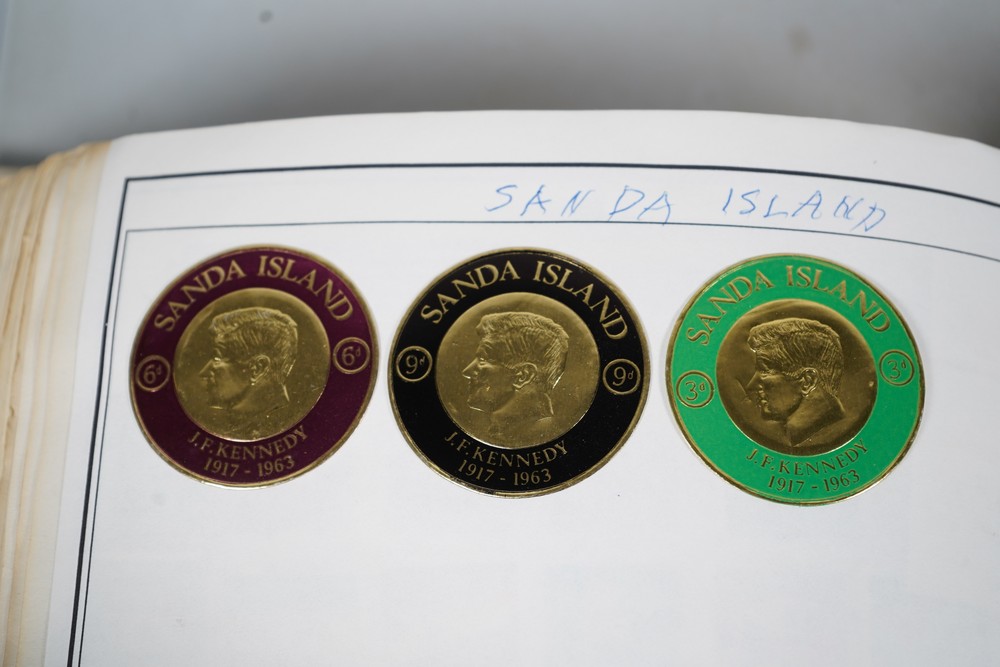 SANDA ISLAND
SANDA ISLAND
6d 6d
J.F. KENNEDY
1917 - 1963
SANDA ISLAND
9d 9d
J.F. KENNEDY
1917 - 1963
SANDA ISLAND
3d 3d
J.F. KENNEDY
1917 - 1963